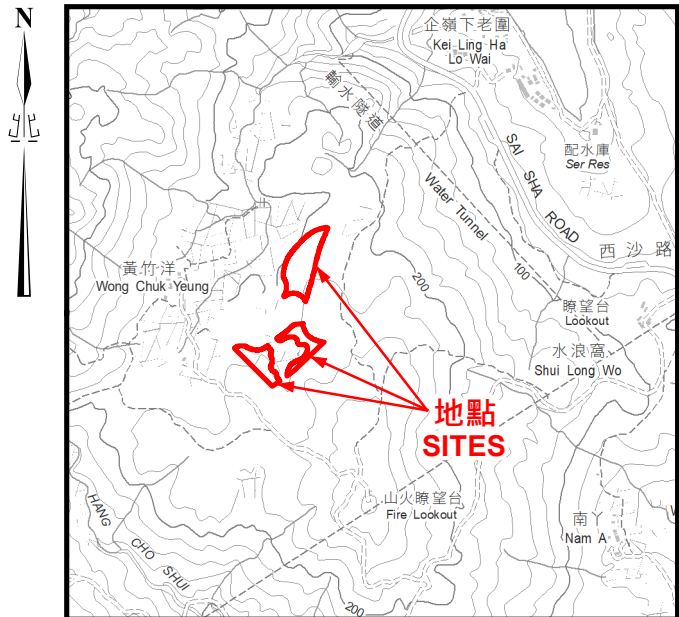 N
北
企嶺下老圍
Kei Ling Ha
Lo Wai
輸水隧道
配水庫
Ser Res
SAI SHA ROAD
Water Tunnel
西沙路
黃竹洋
Wong Chuk Yeung
200
100
瞭望台
Lookout
水浪窩
Shui Long Wo
地點
SITES
山火瞭望台
Fire Lookout
HANG
CHO SHUI
南丫
Nam A
200